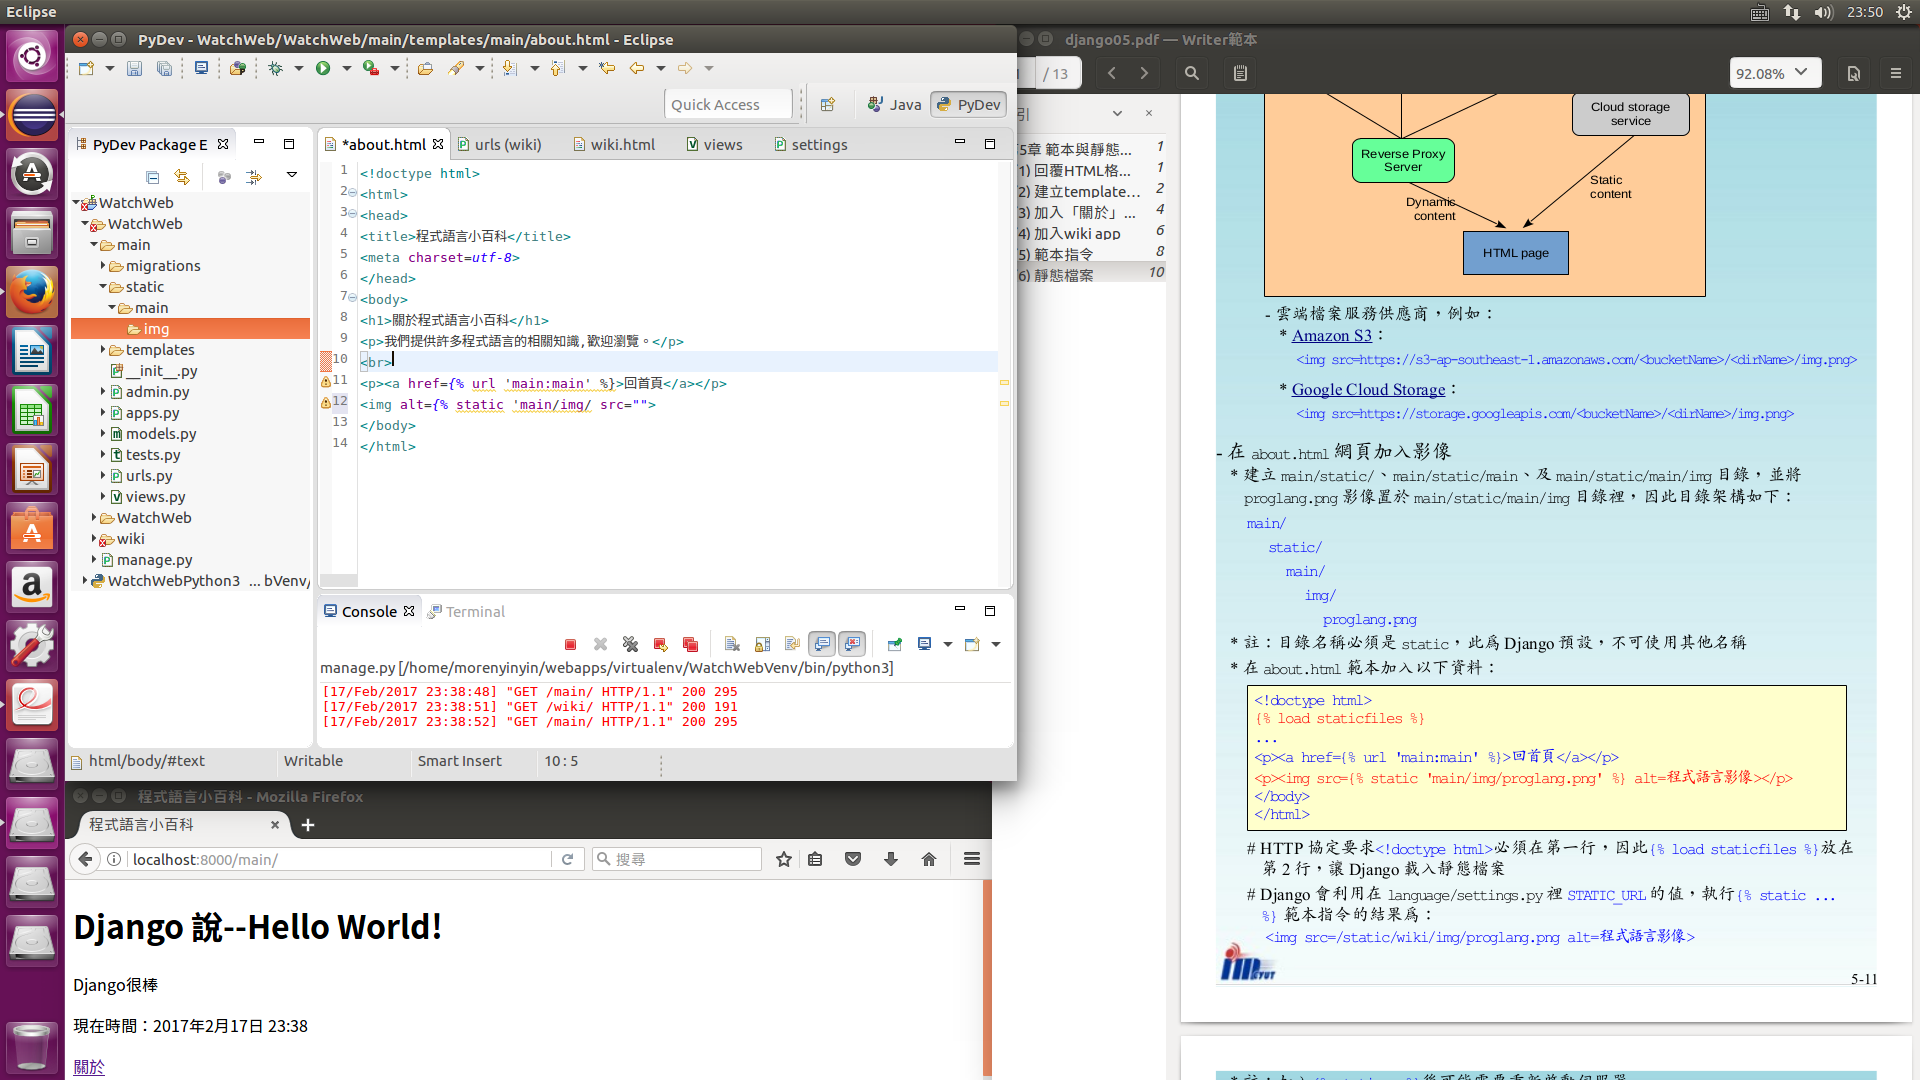 Eclipse
23:50
PyDev - WatchWeb/WatchWeb/main/templates/main/about.html - Eclipse
Quick Access
Java
PyDev
PyDev Package E
WatchWeb
WatchWeb
main
migrations
static
main
img
templates
__init__.py
admin.py
apps.py
models.py
tests.py
urls.py
views.py
WatchWeb
wiki
manage.py
WatchWebPython3 ... bVenv/
*about.html
urls (wiki)
wiki.html
views
settings
1 <!doctype html>
2 <html>
3 <head>
4 <title>程式語言小百科</title>
5 <meta charset=utf-8>
6 </head>
7 <body>
8 <h1>關於程式語言小百科</h1>
9 <p>我們提供許多程式語言的相關知識,歡迎瀏覽。</p>
10 <br>
11 <p><a href={% url 'main:main' %}>回首頁</a></p>
12 <img alt={% static 'main/img/ src="">
13 </body>
14 </html>
Console
Terminal
manage.py [/home/morenyinyin/webapps/virtualenv/WatchWebVenv/bin/python3]
[17/Feb/2017 23:38:48] "GET /main/ HTTP/1.1" 200 295
[17/Feb/2017 23:38:51] "GET /wiki/ HTTP/1.1" 200 191
[17/Feb/2017 23:38:52] "GET /main/ HTTP/1.1" 200 295
html/body/#text
Writable
Smart Insert
10 : 5
程式語言小百科 - Mozilla Firefox
程式語言小百科
localhost:8000/main/
搜尋
Django 說--Hello World!
Django很棒
現在時間：2017年2月17日 23:38
關於
django05.pdf — Writer範本
/ 13
92.08%
引
5章 範本與靜態... 1
1) 回覆HTML格... 1
2) 建立template... 2
3) 加入「關於」... 4
4) 加入wiki app 6
5) 範本指令 8
6) 靜態檔案 10
Cloud storage
service
Reverse Proxy
Server
Static
content
Dynamic
content
HTML page
- 雲端檔案服務供應商，例如：
* Amazon S3：
<img src=https://s3-ap-southeast-1.amazonaws.com/<bucketName>/<dirName>/img.png>
* Google Cloud Storage：
<img src=https://storage.googleapis.com/<bucketName>/<dirName>/img.png>
- 在 about.html 網頁加入影像
* 建立 main/static/、main/static/main、及 main/static/main/img 目錄，並將
proglang.png 影像置於 main/static/main/img 目錄裡，因此目錄架構如下：
main/
static/
main/
img/
proglang.png
* 註：目錄名稱必須是 static，此為 Django 預設，不可使用其他名稱
* 在 about.html 範本加入以下資料：
<!doctype html>
{% load staticfiles %}
...
<p><a href={% url 'main:main' %}>回首頁</a></p>
<p><img src={% static 'main/img/proglang.png' %} alt=程式語言影像></p>
</body>
</html>
# HTTP 協定要求<!doctype html>必須在第一行，因此{% load staticfiles %}放在
第 2 行，讓 Django 載入靜態檔案
# Django 會利用在 language/settings.py 裡 STATIC_URL 的值，執行{% static ...
%} 範本指令的結果為：
<img src=/static/wiki/img/proglang.png alt=程式語言影像>
5-11